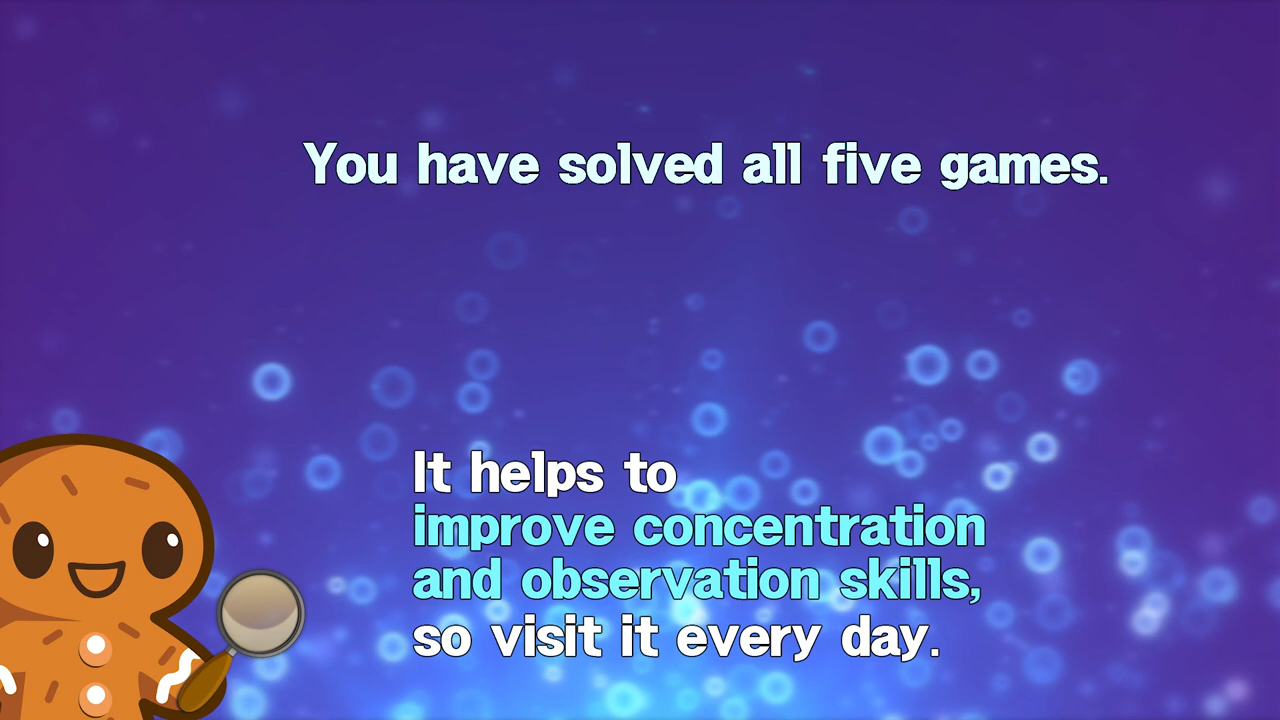 You have solved all five games.
It helps to
improve concentration
and observation skills,
so visit it every day.